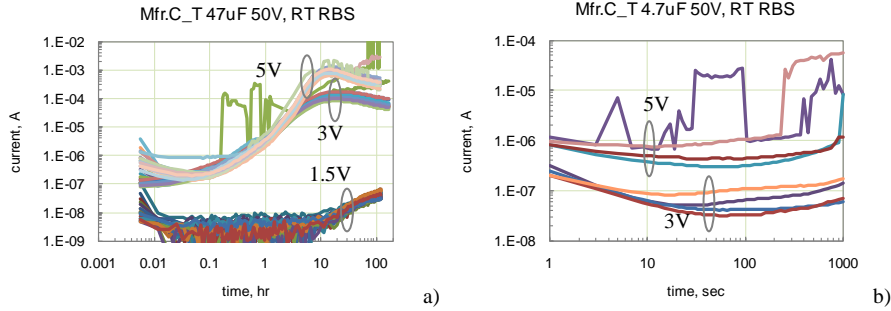 Mfr.C_T 47uF 50V, RT RBS
1.E-02
1.E-03
1.E-04
1.E-05
1.E-06
1.E-07
1.E-08
1.E-09
current, A
5V
3V
1.5V
0.001
0.01
0.1
1
10
100
time, hr
a)
Mfr.C_T 4.7uF 50V, RT RBS
1.E-04
1.E-05
1.E-06
1.E-07
1.E-08
current, A
5V
3V
1
10
100
1000
time, sec
b)